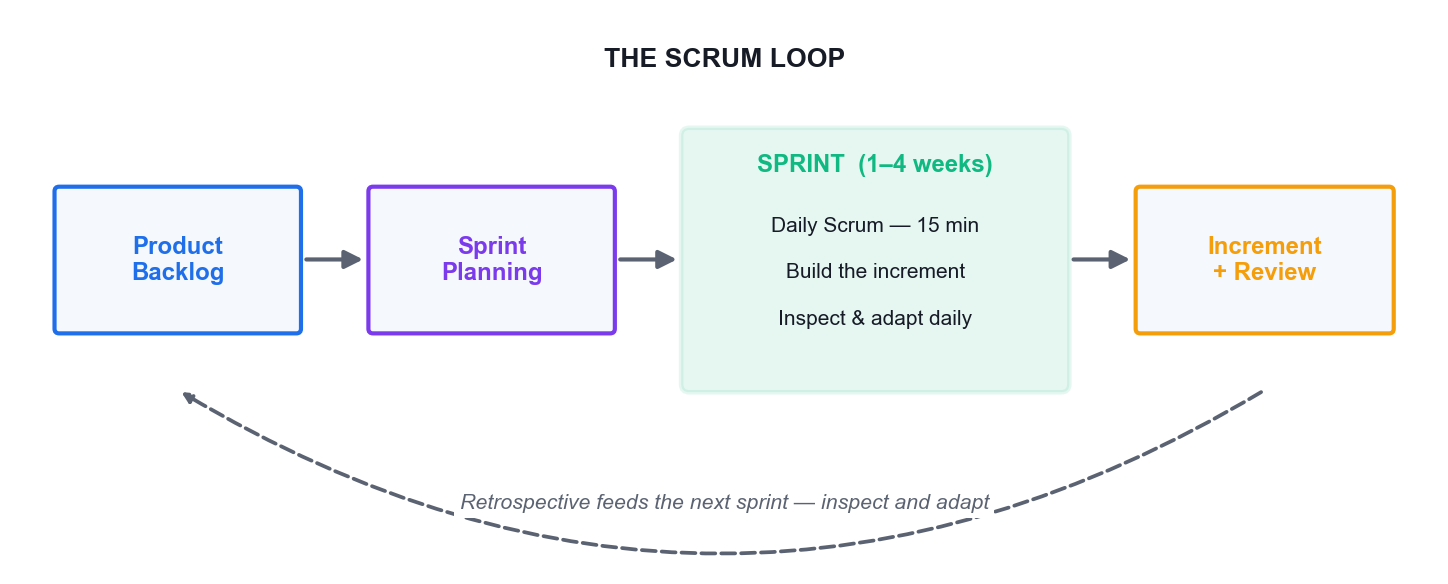 THE SCRUM LOOP
Product
Backlog
Sprint
Planning
SPRINT (1–4 weeks)
Daily Scrum — 15 min
Build the increment
Inspect & adapt daily
Increment
+ Review
Retrospective feeds the next sprint — inspect and adapt